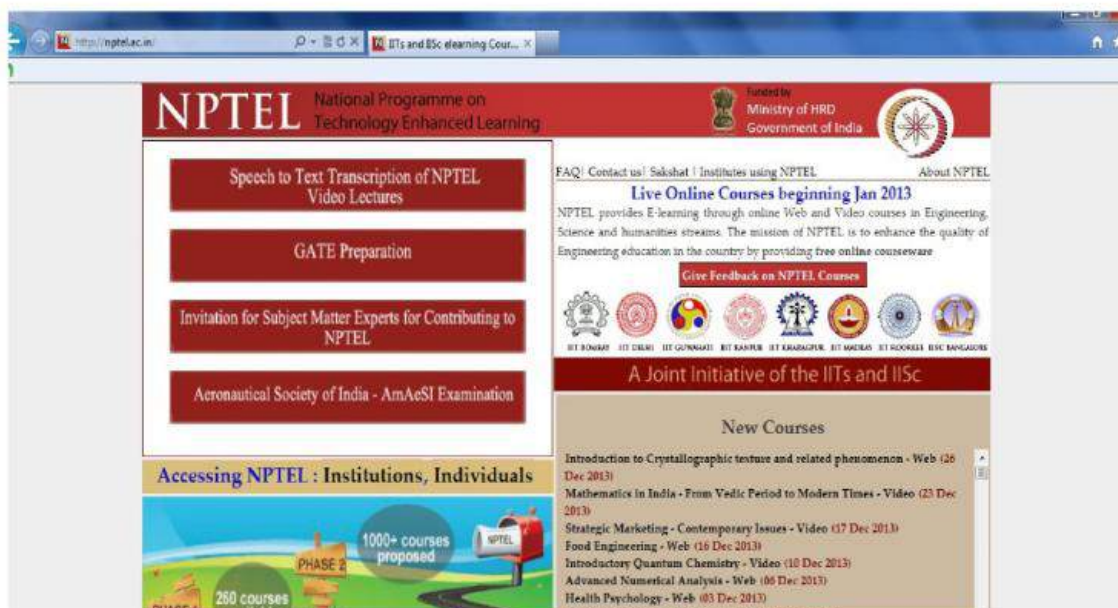 http://nptel.ac.in/
IITs and IISc elearning Cour...
NPTEL
National Programme on
Technology Enhanced Learning
Funded by
Ministry of HRD
Government of India
Speech to Text Transcription of NPTEL
Video Lectures
GATE Preparation
Invitation for Subject Matter Experts for Contributing to
NPTEL
Aeronautical Society of India - AmAeSI Examination
Accessing NPTEL : Institutions, Individuals
1000+ courses
proposed
NPTEL
PHASE 2
260 courses
PHASE 1
FAQ| Contact us| Sakshat | Institutes using NPTEL
About NPTEL
Live Online Courses beginning Jan 2013
NPTEL provides E-learning through online Web and Video courses in Engineering,
Science and humanities streams. The mission of NPTEL is to enhance the quality of
Engineering education in the country by providing free online courseware
Give Feedback on NPTEL Courses
IIT BOMBAY IIT DELHI IIT GUWAHATI IIT KANPUR IIT KHARAGPUR IIT MADRAS IIT ROORKEE IISC BANGALORE
A Joint Initiative of the IITs and IISc
New Courses
Introduction to Crystallographic texture and related phenomenon - Web (26
Dec 2013)
Mathematics in India - From Vedic Period to Modern Times - Video (23 Dec
2013)
Strategic Marketing - Contemporary Issues - Video (17 Dec 2013)
Food Engineering - Web (16 Dec 2013)
Introductory Quantum Chemistry - Video (10 Dec 2013)
Advanced Numerical Analysis - Web (06 Dec 2013)
Health Psychology - Web (03 Dec 2013)